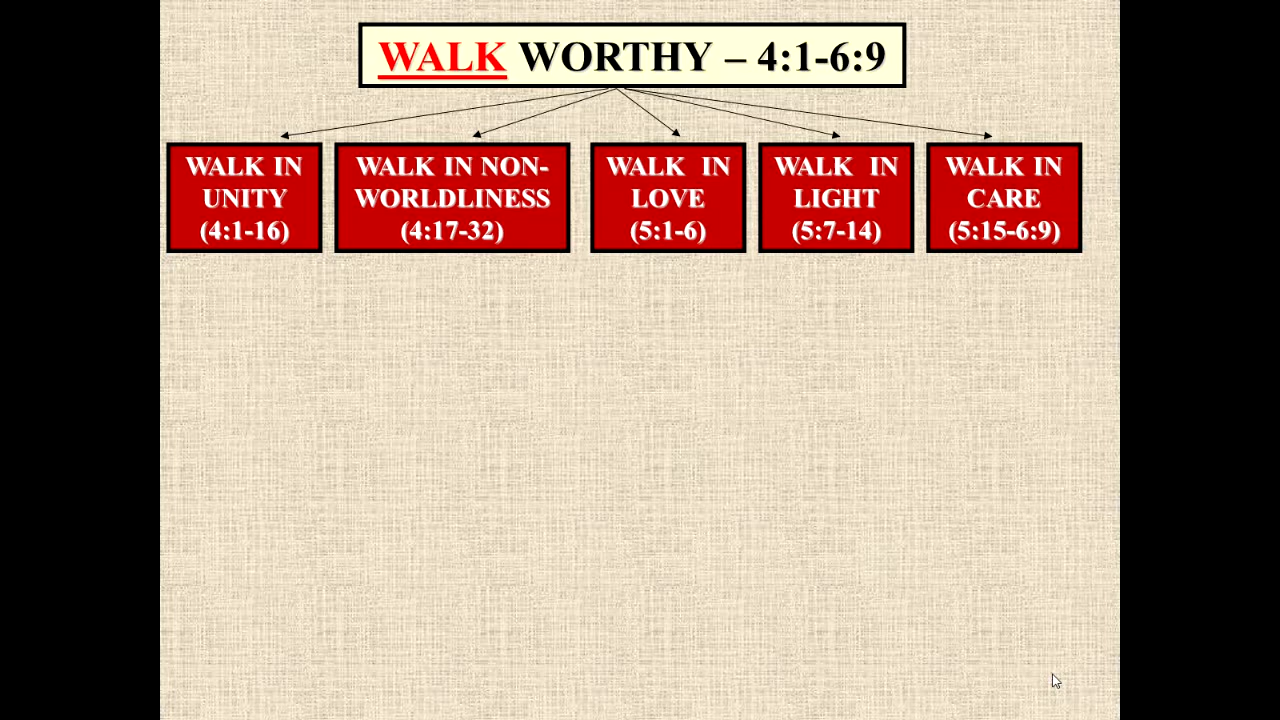 WALK WORTHY – 4:1-6:9
WALK IN
UNITY
(4:1-16)
WALK IN NON-
WORLDLINESS
(4:17-32)
WALK IN
LOVE
(5:1-6)
WALK IN
LIGHT
(5:7-14)
WALK IN
CARE
(5:15-6:9)